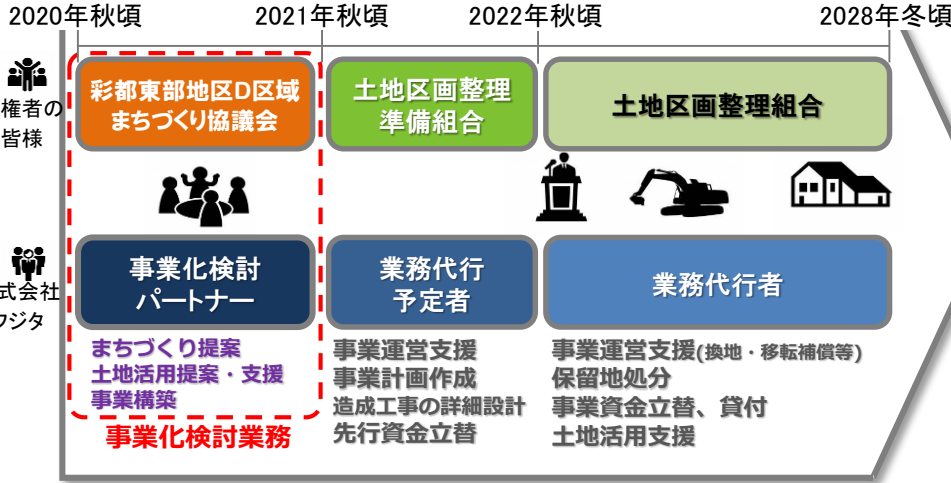 2020年秋頃 2021年秋頃 2022年秋頃 2028年冬頃
権者の
皆様
彩都東部地区D区域
まちづくり協議会
土地区画整理
準備組合
土地区画整理組合
式会社
フジタ
事業化検討
パートナー
業務代行
予定者
業務代行者
まちづくり提案
土地活用提案・支援
事業構築
事業化検討業務
事業運営支援
事業計画作成
造成工事の詳細設計
先行資金立替
事業運営支援(換地・移転補償等)
保留地処分
事業資金立替、貸付
土地活用支援